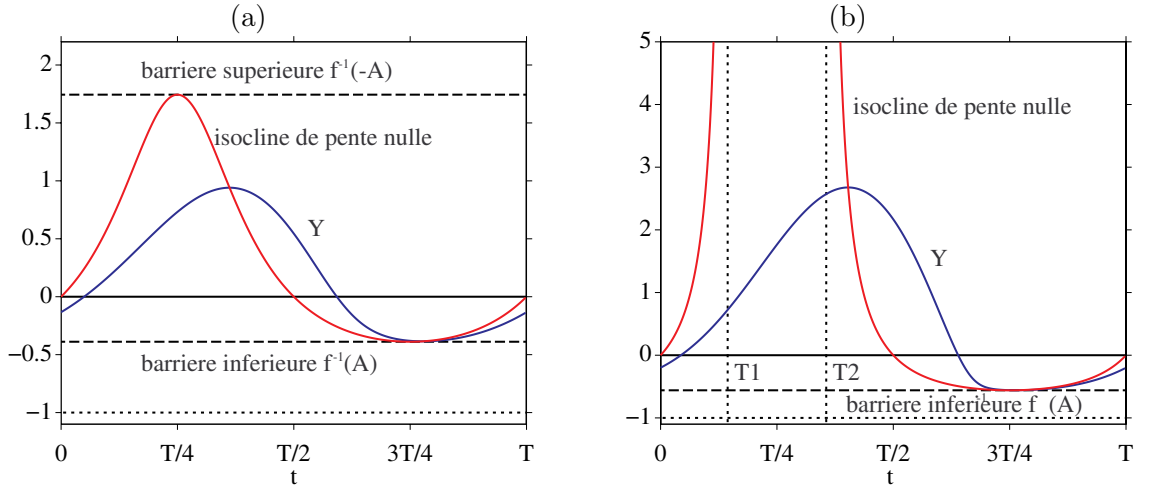 (a)
2
barriere superieure f⁻¹(-A)
1.5
isocline de pente nulle
1
Y
0.5
0
−0.5
barriere inferieure f⁻¹(A)
−1
0 T/4 T/2 3T/4 T
t
(b)
5
isocline de pente nulle
4
3
2
Y
1
0
T1 T2
barriere inferieure f⁻¹(A)
−1
0 T/4 T/2 3T/4 T
t